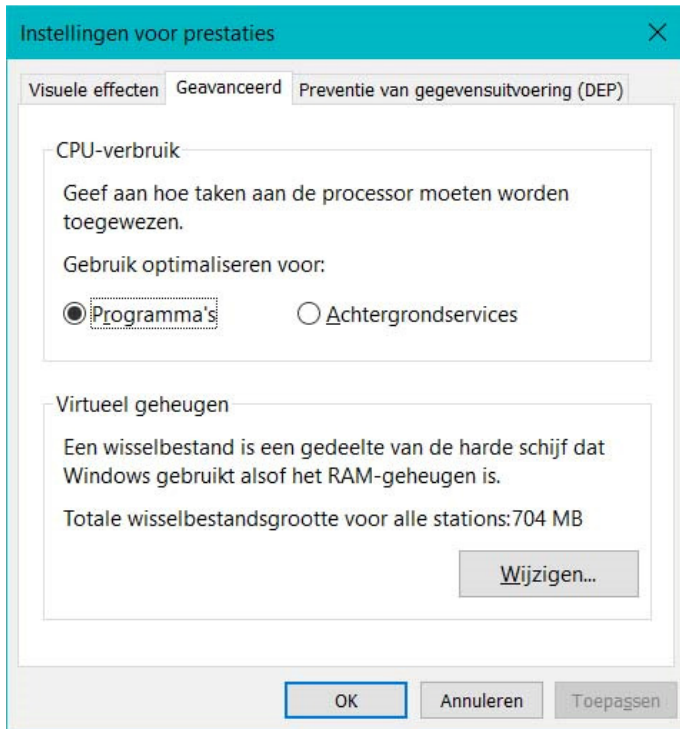 Instellingen voor prestaties
Visuele effecten Geavanceerd Preventie van gegevensuitvoering (DEP)
CPU-verbruik
Geef aan hoe taken aan de processor moeten worden
toegewezen.
Gebruik optimaliseren voor:
Programma's Achtergrondservices
Virtueel geheugen
Een wisselbestand is een gedeelte van de harde schijf dat
Windows gebruikt alsof het RAM-geheugen is.
Totale wisselbestandsgrootte voor alle stations:704 MB
Wijzigen...
OK Annuleren Toepassen